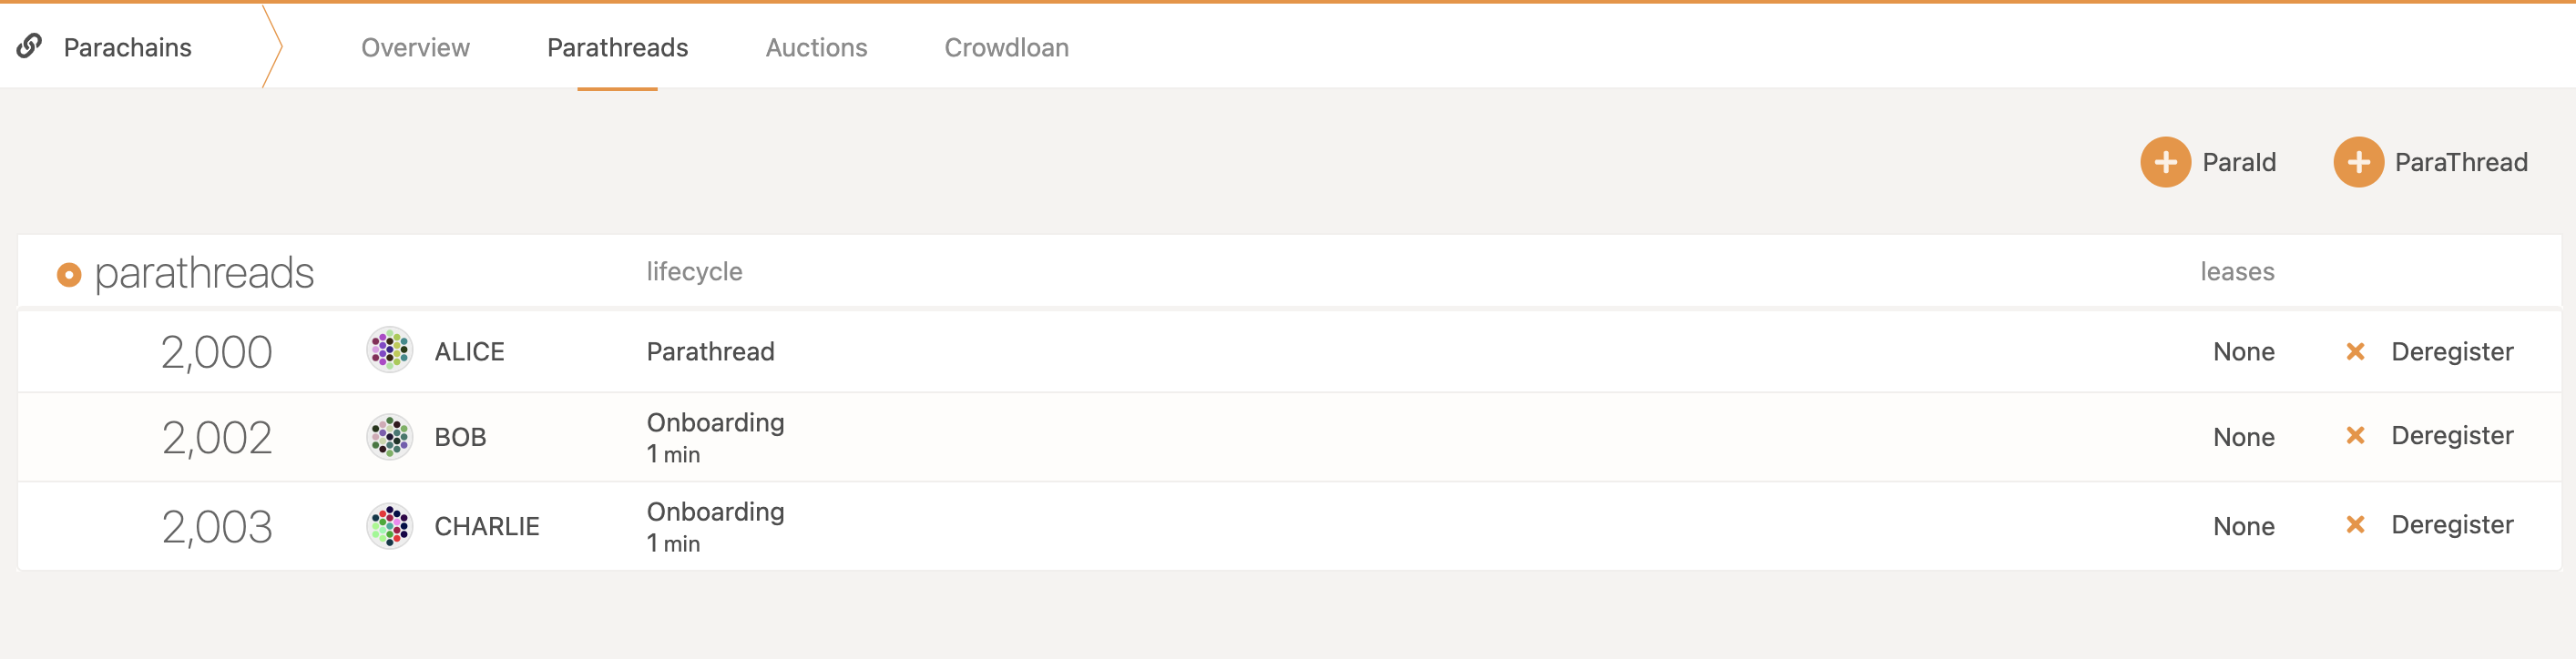 Parachains Overview Parathreads Auctions Crowdloan
ParaId ParaThread
parathreads lifecycle leases
2,000 ALICE Parathread None Deregister
2,002 BOB Onboarding None Deregister
1 min
2,003 CHARLIE Onboarding None Deregister
1 min